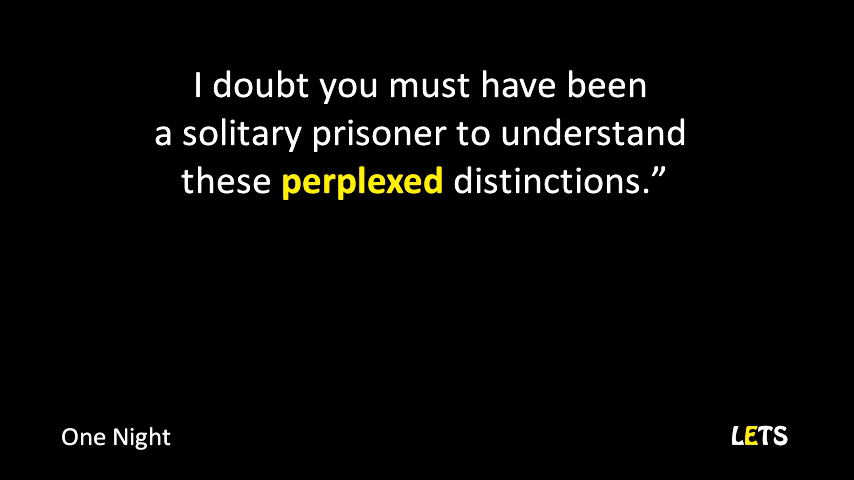 I doubt you must have been
a solitary prisoner to understand
these perplexed distinctions.”
One Night
LETS